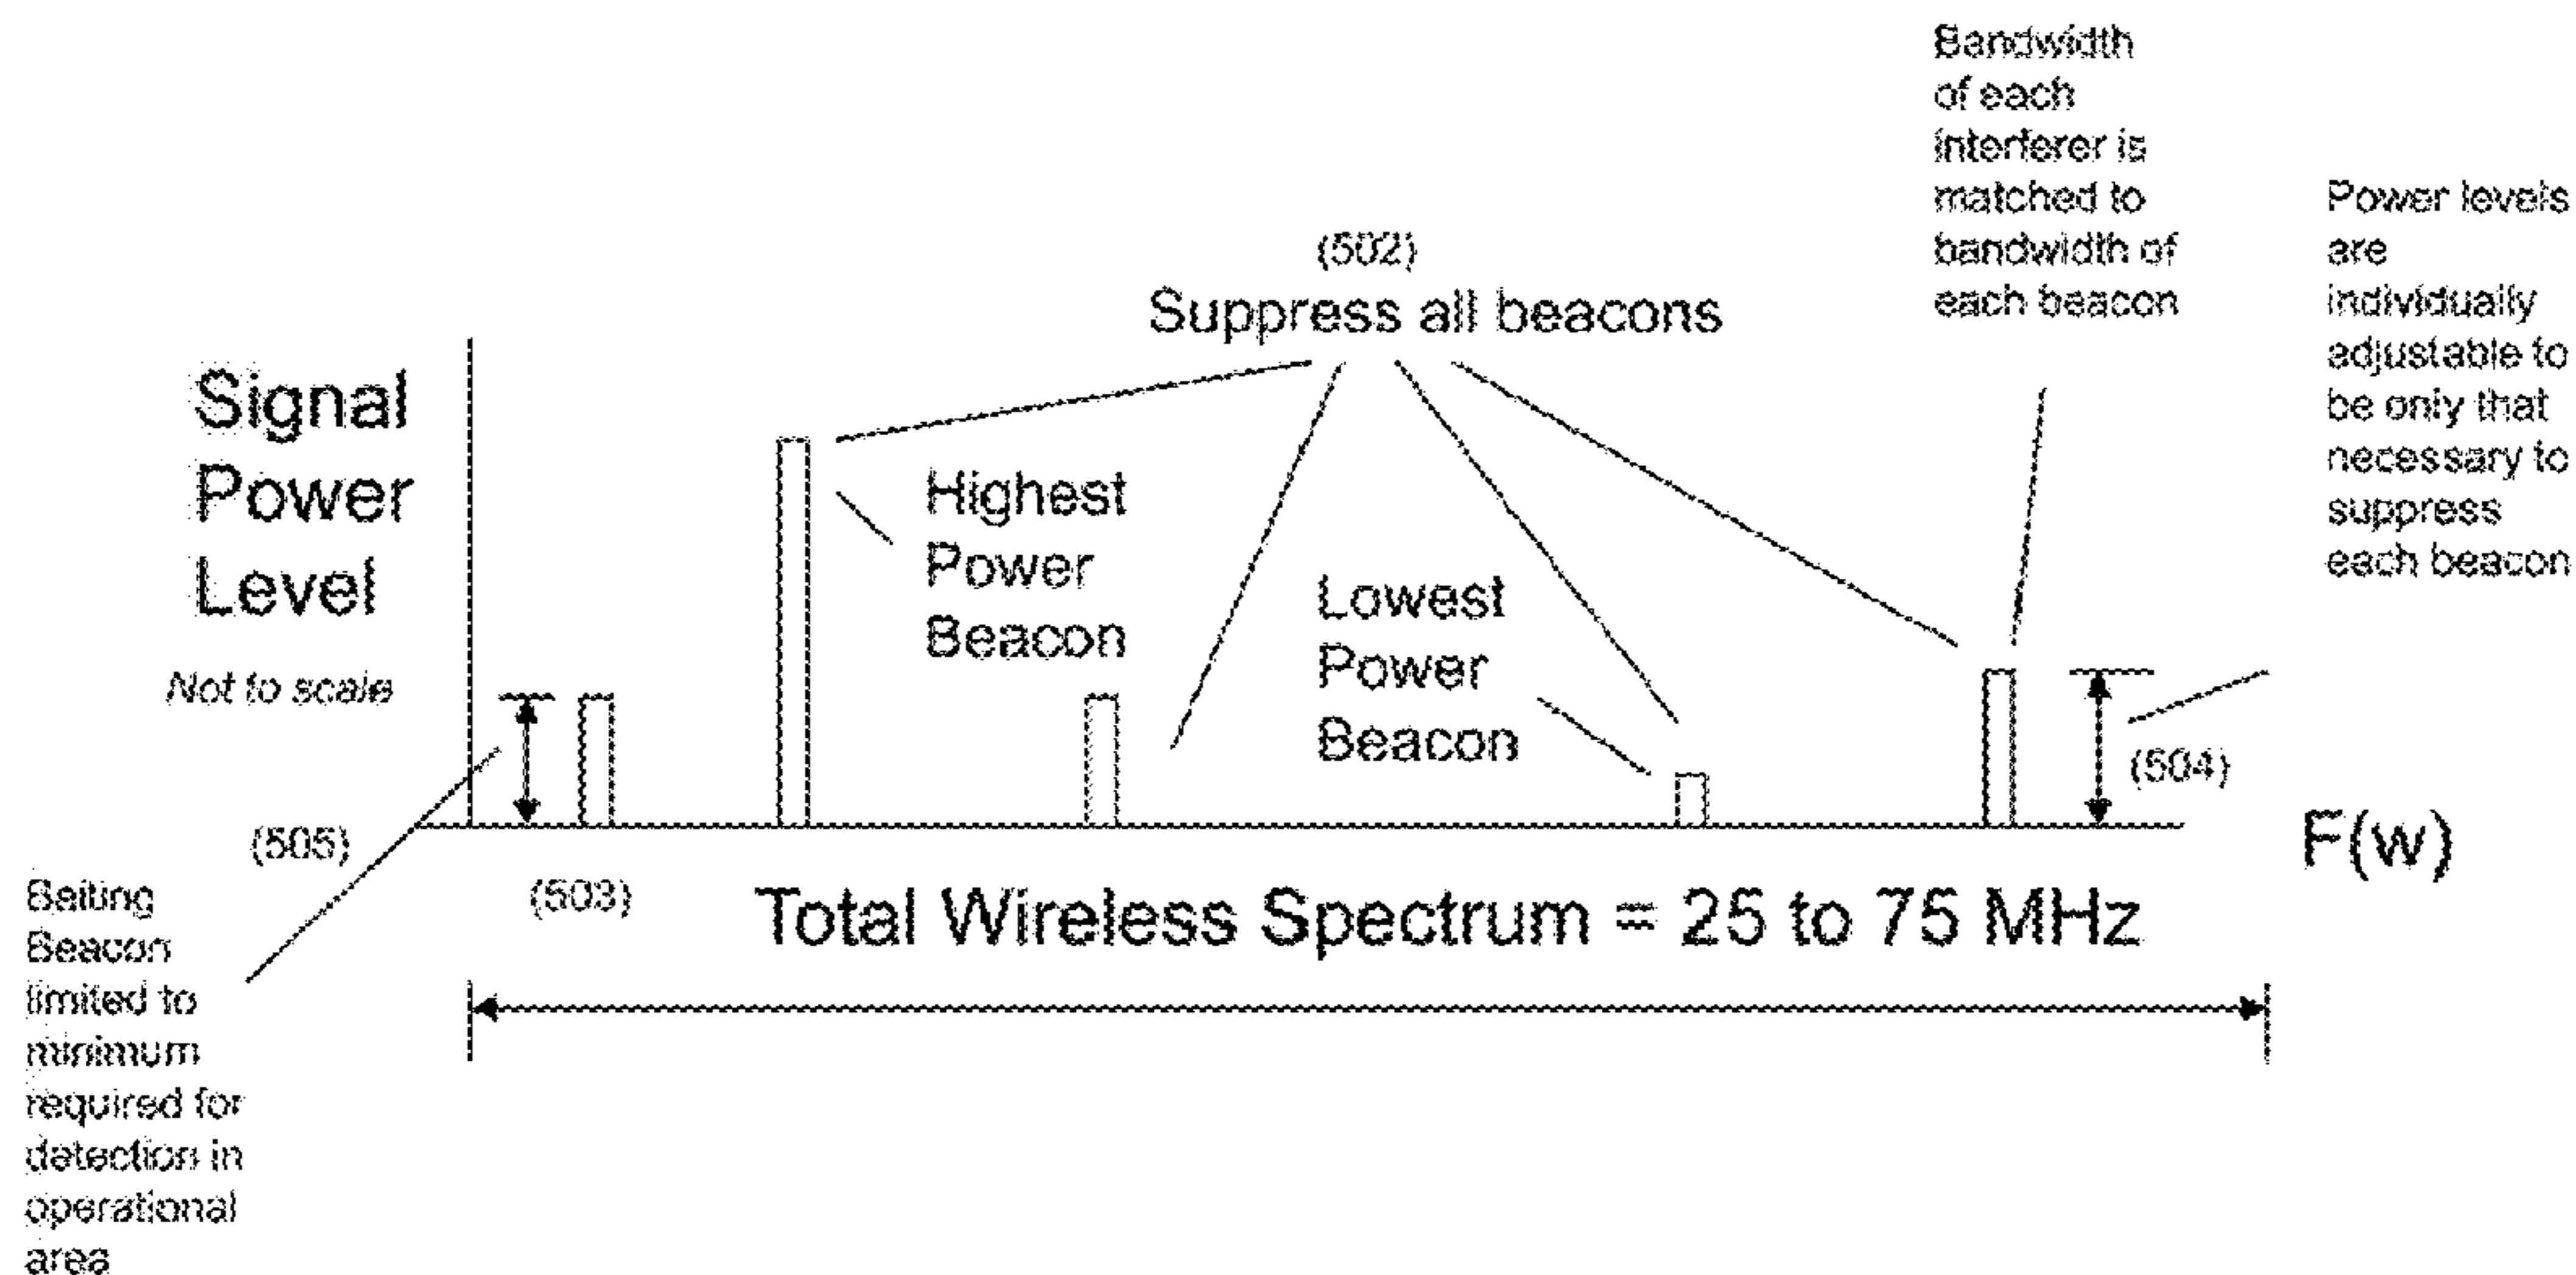 Bandwidth
of each
interferer is
matched to
bandwidth of
each beacon
Power levels
are
individually
adjustable to
be only that
necessary to
suppress
each beacon
(502)
Suppress all beacons
Signal
Power
Level
Not to scale
Highest
Power
Beacon
Lowest
Power
Beacon
(504)
F(w)
(505)
(503)
Total Wireless Spectrum = 25 to 75 MHz
Baiting
Beacon
limited to
minimum
required for
detection in
operational
area